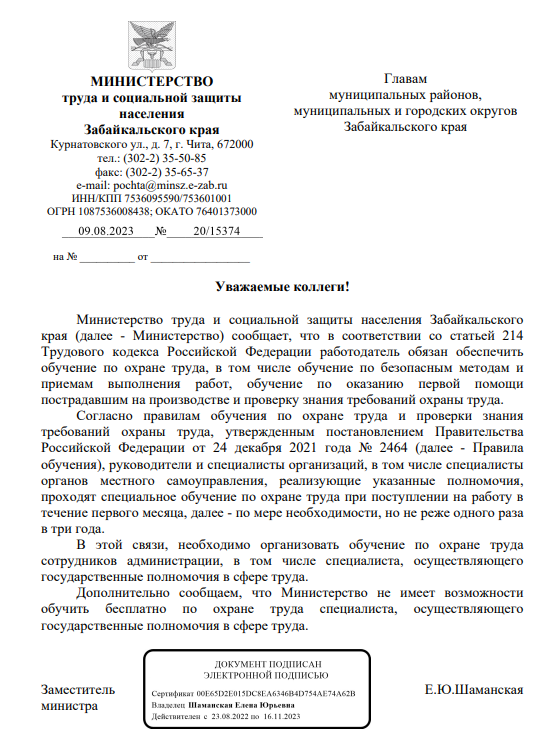 МИНИСТЕРСТВО
труда и социальной защиты
населения
Забайкальского края
Курнатовского ул., д. 7, г. Чита, 672000
тел.: (302-2) 35-50-85
факс: (302-2) 35-65-37
e-mail: pochta@minsz.e-zab.ru
ИНН/КПП 7536095590/753601001
ОГРН 1087536008438; ОКАТО 76401373000
09.08.2023 № 20/15374
на № __________ от __________________
Главам
муниципальных районов,
муниципальных и городских округов
Забайкальского края
Уважаемые коллеги!
Министерство труда и социальной защиты населения Забайкальского
края (далее - Министерство) сообщает, что в соответствии со статьей 214
Трудового кодекса Российской Федерации работодатель обязан обеспечить
обучение по охране труда, в том числе обучение по безопасным методам и
приемам выполнения работ, обучение по оказанию первой помощи
пострадавшим на производстве и проверку знания требований охраны труда.
Согласно правилам обучения по охране труда и проверки знания
требований охраны труда, утвержденным постановлением Правительства
Российской Федерации от 24 декабря 2021 года № 2464 (далее - Правила
обучения), руководители и специалисты организаций, в том числе специалисты
органов местного самоуправления, реализующие указанные полномочия,
проходят специальное обучение по охране труда при поступлении на работу в
течение первого месяца, далее - по мере необходимости, но не реже одного раза
в три года.
В этой связи, необходимо организовать обучение по охране труда
сотрудников администрации, в том числе специалиста, осуществляющего
государственные полномочия в сфере труда.
Дополнительно сообщаем, что Министерство не имеет возможности
обучить бесплатно по охране труда специалиста, осуществляющего
государственные полномочия в сфере труда.
Заместитель
министра
ДОКУМЕНТ ПОДПИСАН
ЭЛЕКТРОННОЙ ПОДПИСЬЮ
Сертификат 00E65D2E015DC8EA6346B4D754AE74A62B
Владелец Шаманская Елена Юрьевна
Действителен с 23.08.2022 по 16.11.2023
Е.Ю.Шаманская